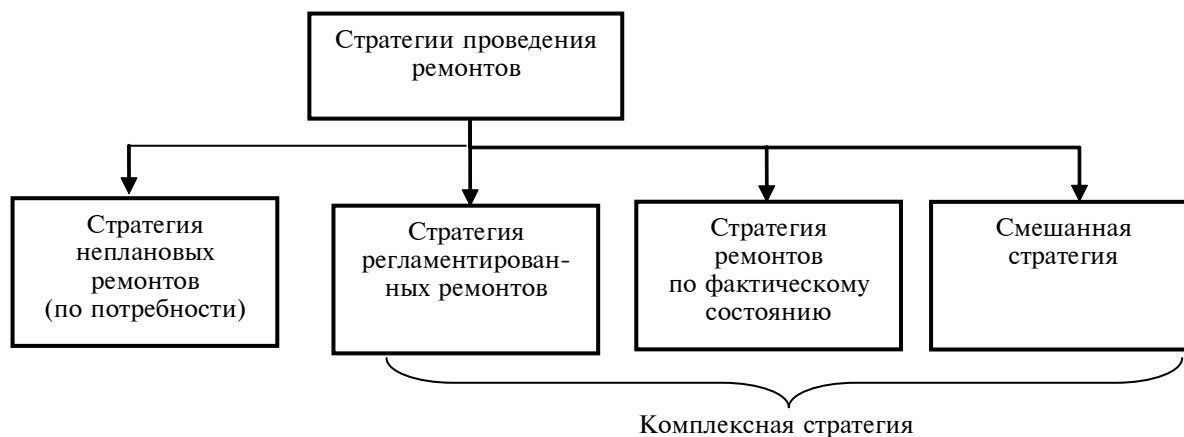 Стратегии проведения
ремонтов
Стратегия
неплановых
ремонтов
(по потребности)
Стратегия
регламентирован-
ных ремонтов
Стратегия
ремонтов
по фактическому
состоянию
Смешанная
стратегия
Комплексная стратегия